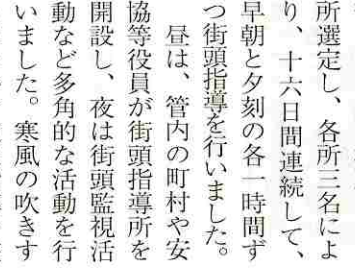 所選定し、各所三名によ
り、十六日間連続して、
早朝と夕刻の各一時間ず
つ街頭指導を行いました。
昼は、管内の町村や安
協等役員が街頭指導所を
開設し、夜は街頭監視活
動など多角的な活動を行
いました。寒風の吹きす